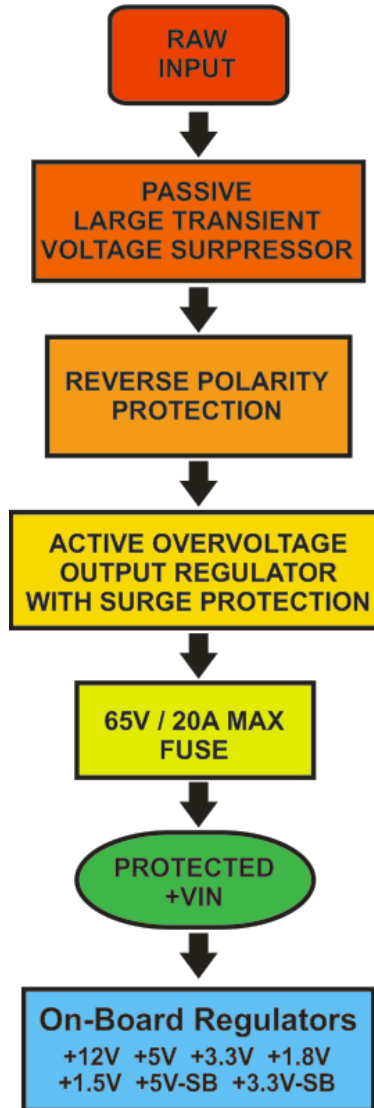 RAW
INPUT
PASSIVE
LARGE TRANSIENT
VOLTAGE SURPRESSOR
REVERSE POLARITY
PROTECTION
ACTIVE OVERVOLTAGE
OUTPUT REGULATOR
WITH SURGE PROTECTION
65V / 20A MAX
FUSE
PROTECTED
+VIN
On-Board Regulators
+12V +5V +3.3V +1.8V
+1.5V +5V-SB +3.3V-SB